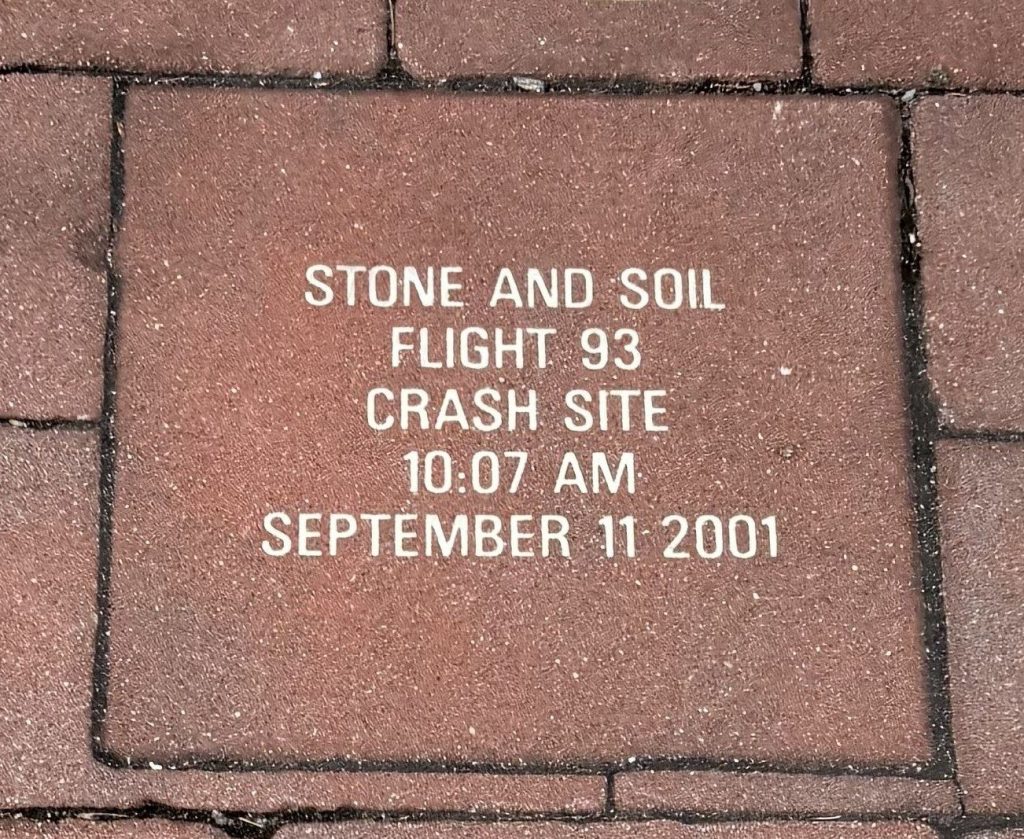 STONE AND SOIL
FLIGHT 93
CRASH SITE
10:07 AM
SEPTEMBER 11 2001